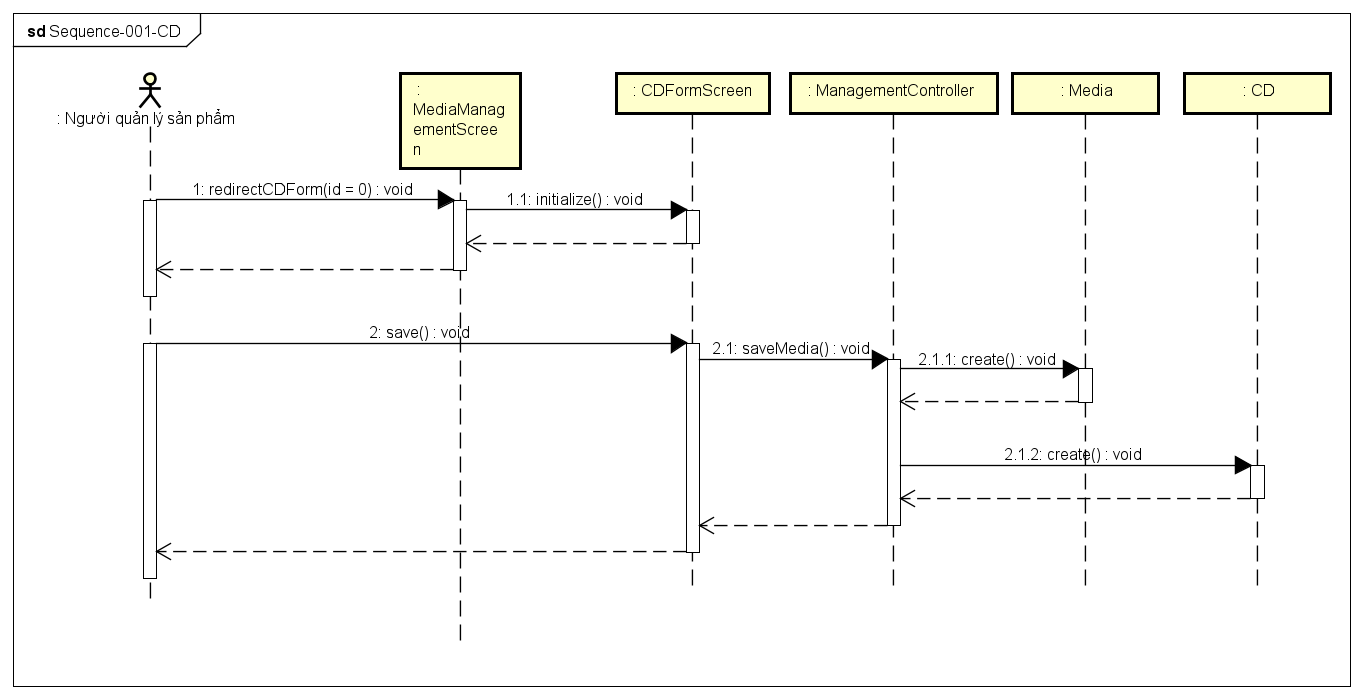 sd Sequence-001-CD
: Người quản lý sản phẩm
:
MediaManag
ementScree
n
: CDFormScreen
: ManagementController
: Media
: CD
1: redirectCDForm(id = 0) : void
1.1: initialize() : void
2: save() : void
2.1: saveMedia() : void
2.1.1: create() : void
2.1.2: create() : void